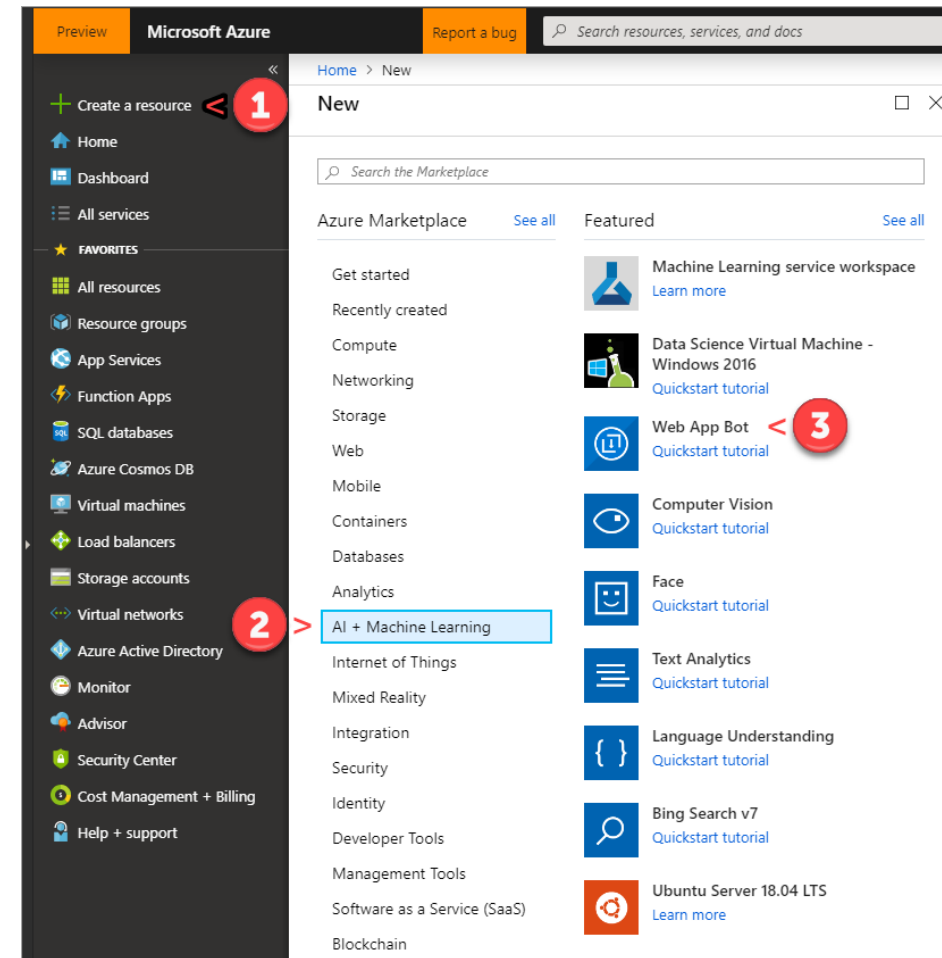 Preview
Microsoft Azure
Report a bug
Search resources, services, and docs
«
Create a resource
<
1
Home
Dashboard
All services
FAVORITES
All resources
Resource groups
App Services
Function Apps
SQL
SQL databases
Azure Cosmos DB
Virtual machines
Load balancers
Storage accounts
Virtual networks
Azure Active Directory
Monitor
Advisor
Security Center
Cost Management + Billing
Help + support
Home > New
New
Search the Marketplace
Azure Marketplace
See all
Get started
Recently created
Compute
Networking
Storage
Web
Mobile
Containers
Databases
Analytics
2
>
AI + Machine Learning
Internet of Things
Mixed Reality
Integration
Security
Identity
Developer Tools
Management Tools
Software as a Service (SaaS)
Blockchain
Featured
See all
Machine Learning service workspace
Learn more
Data Science Virtual Machine -
Windows 2016
Quickstart tutorial
Web App Bot
<
3
Quickstart tutorial
Computer Vision
Quickstart tutorial
Face
Quickstart tutorial
Text Analytics
Quickstart tutorial
Language Understanding
Quickstart tutorial
{ }
Bing Search v7
Quickstart tutorial
Ubuntu Server 18.04 LTS
Learn more